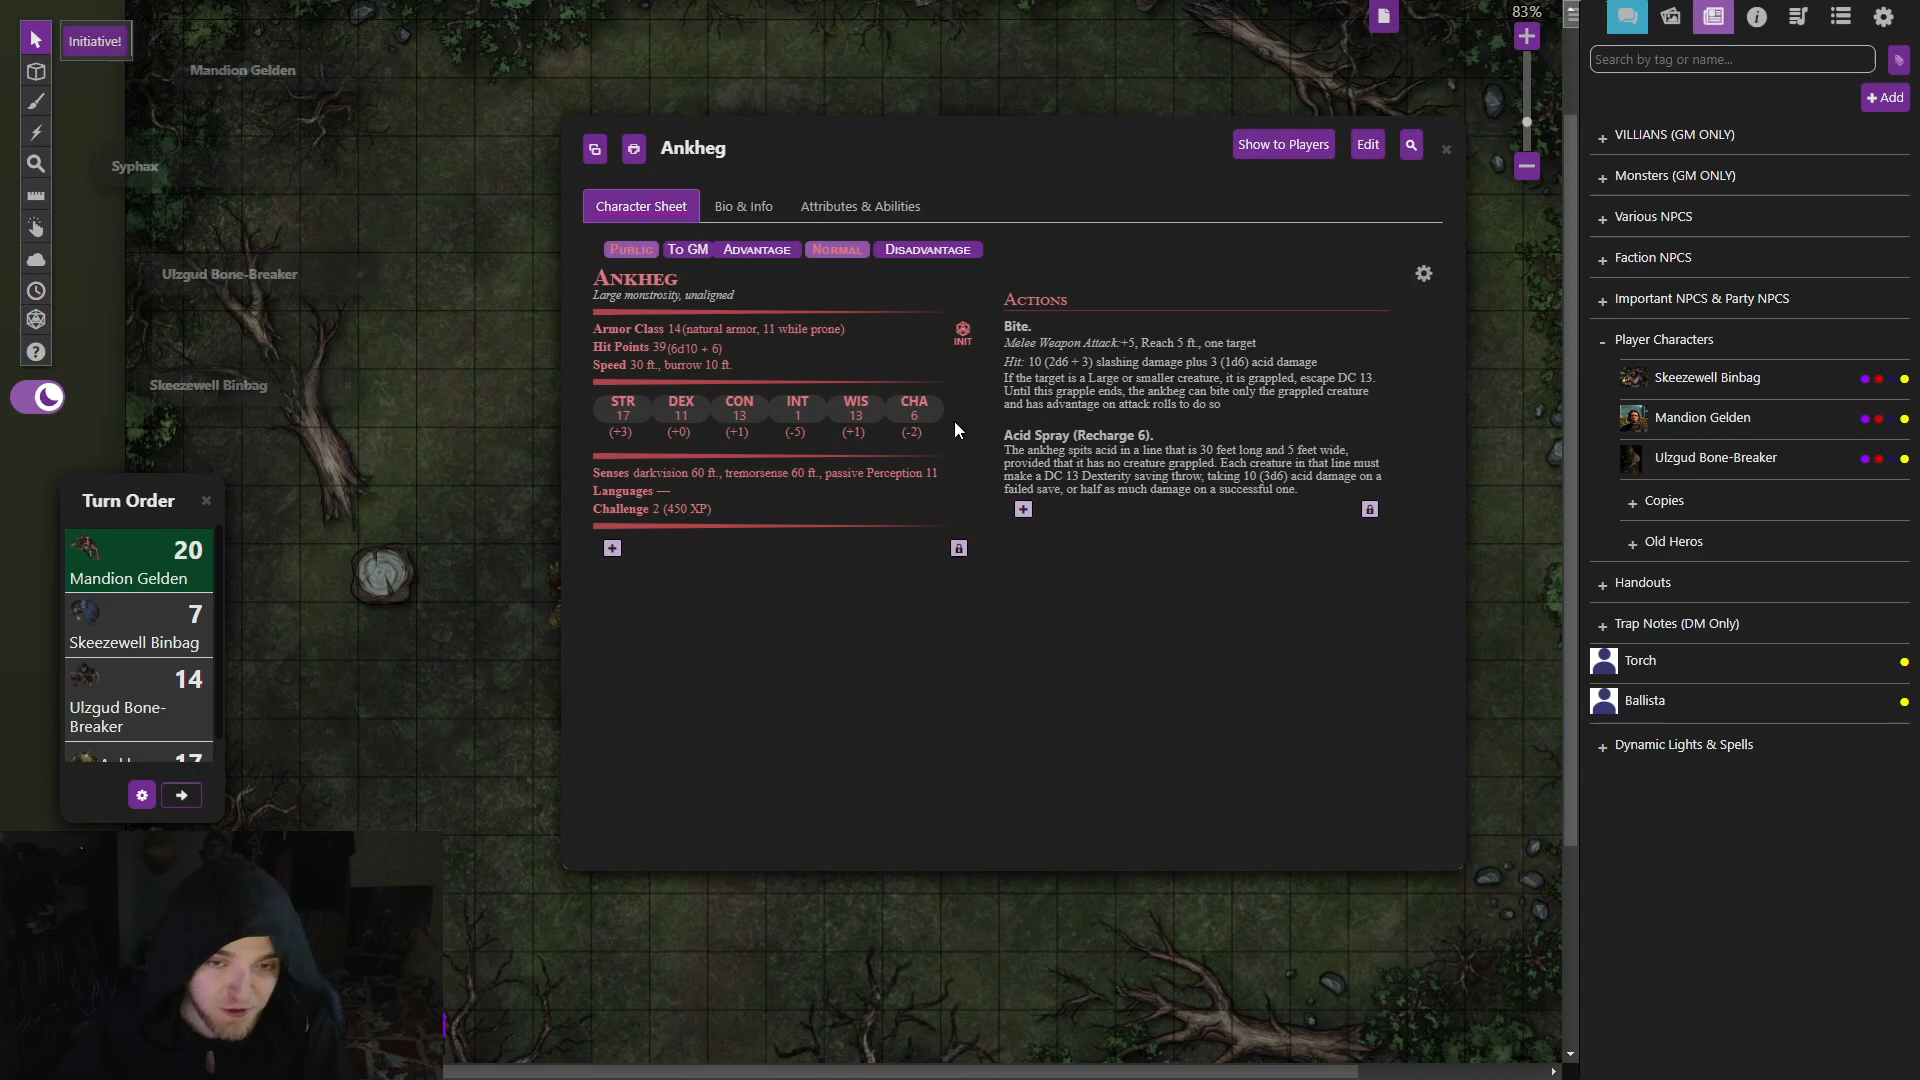 Initiative!
Mandion Gelden
Syphax
Ulzgud Bone-Breaker
Skeezewell Binbag
Turn Order
20
Mandion Gelden
7
Skeezewell Binbag
14
Ulzgud Bone-
Breaker
17
Ankheg
Show to Players
Edit
Character Sheet
Bio & Info
Attributes & Abilities
Public
To GM
Advantage
Normal
Disadvantage
Ankheg
Large monstrosity, unaligned
Armor Class 14 (natural armor, 11 while prone)
Hit Points 39 (6d10 + 6)
Speed 30 ft., burrow 10 ft.
INIT
STR DEX CON INT WIS CHA
17 11 13 1 13 6
(+3) (+0) (+1) (-5) (+1) (-2)
Senses darkvision 60 ft., tremorsense 60 ft., passive Perception 11
Languages —
Challenge 2 (450 XP)
Actions
Bite.
Melee Weapon Attack:+5, Reach 5 ft., one target
Hit: 10 (2d6 + 3) slashing damage plus 3 (1d6) acid damage
If the target is a Large or smaller creature, it is grappled, escape DC 13.
Until this grapple ends, the ankheg can bite only the grappled creature
and has advantage on attack rolls to do so
Acid Spray (Recharge 6).
The ankheg spits acid in a line that is 30 feet long and 5 feet wide,
provided that it has no creature grappled. Each creature in that line must
make a DC 13 Dexterity saving throw, taking 10 (3d6) acid damage on a
failed save, or half as much damage on a successful one.
83%
Search by tag or name...
+ Add
VILLIANS (GM ONLY)
Monsters (GM ONLY)
Various NPCS
Faction NPCS
Important NPCS & Party NPCS
Player Characters
Skeezewell Binbag
Mandion Gelden
Ulzgud Bone-Breaker
Copies
Old Heros
Handouts
Trap Notes (DM Only)
Torch
Ballista
Dynamic Lights & Spells